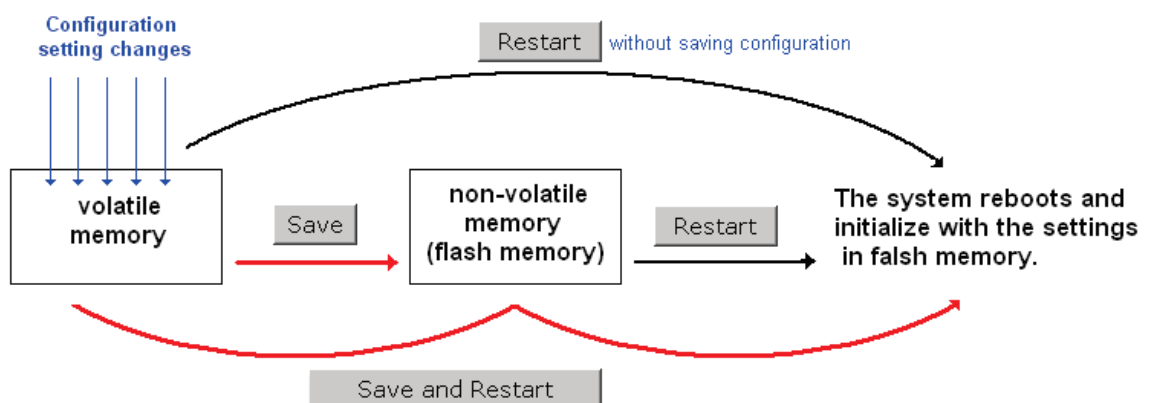 Configuration
setting changes
Restart
without saving configuration
volatile
memory
Save
non-volatile
memory
(flash memory)
Restart
The system reboots and
initialize with the settings
in falsh memory.
Save and Restart